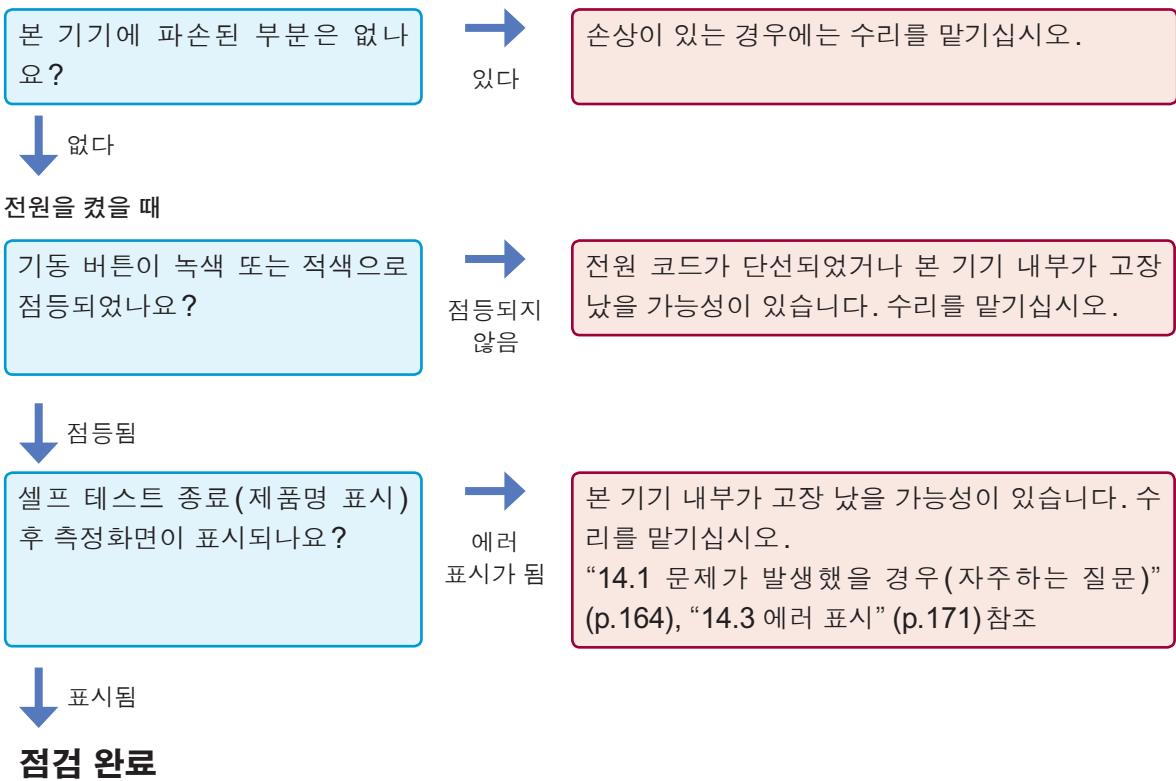 본 기기에 파손된 부분은 없나
요?
있다
손상이 있는 경우에는 수리를 맡기십시오.
없다
전원을 켰을 때
기동 버튼이 녹색 또는 적색으로
점등되었나요?
점등되지
않음
전원 코드가 단선되었거나 본 기기 내부가 고장
났을 가능성이 있습니다. 수리를 맡기십시오.
점등됨
셀프 테스트 종료(제품명 표시)
후 측정화면이 표시되나요?
에러
표시가 됨
본 기기 내부가 고장 났을 가능성이 있습니다. 수
리를 맡기십시오.
“14.1 문제가 발생했을 경우(자주하는 질문)”
(p.164), “14.3 에러 표시” (p.171)참조
표시됨
점검 완료